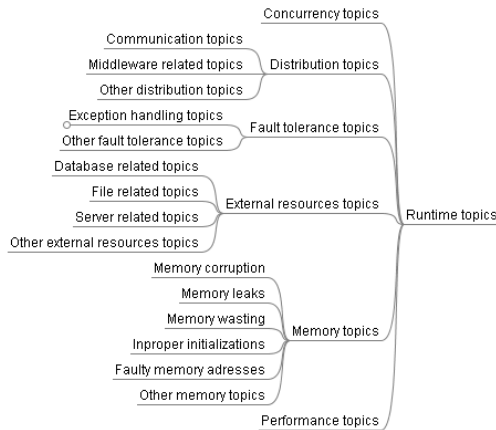 Concurrency topics
Communication topics
Middleware related topics
Distribution topics
Other distribution topics
Exception handling topics
Fault tolerance topics
Other fault tolerance topics
Database related topics
File related topics
External resources topics
Server related topics
Runtime topics
Other external resources topics
Memory corruption
Memory leaks
Memory wasting
Memory topics
Inproper initializations
Faulty memory adresses
Other memory topics
Performance topics